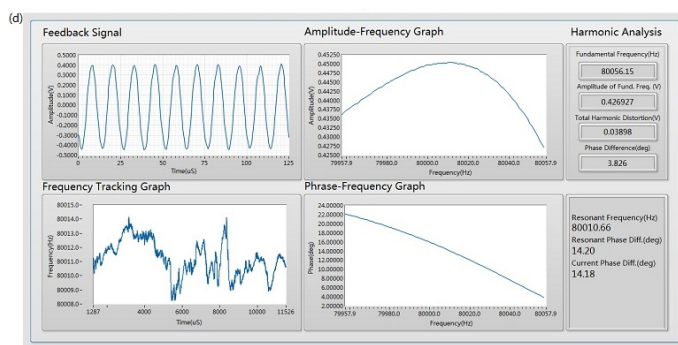 (d)
Feedback Signal
Amplitude-Frequency Graph
Harmonic Analysis
0.5000
0.4000
0.3000
0.2000
0.1000
0.0000
-0.1000
-0.2000
-0.3000
-0.4000
-0.5000
Amplitude(V)
0 25 50 75 100 125
Time(uS)
0.45250
0.45000
0.44750
0.44500
0.44250
0.44000
0.43750
0.43500
0.43250
0.43000
0.42750
0.42500
Amplitude(V)
79957.9 79980.0 80000.0 80020.0 80040.0 80057.9
Frequency(Hz)
Fundamental Frequency(Hz)
80056.15
Amplitude of Fund. Freq. (V)
0.426927
Total Harmonic Distortion(V)
0.03898
Phase Difference(deg)
3.826
Frequency Tracking Graph
Phrase-Frequency Graph
80015.0
80014.0
80013.0
80012.0
80011.0
80010.0
80009.0
80008.0
Frequency(Hz)
1287 4000 6000 8000 10000 11526
Time(uS)
24.00000
22.00000
20.00000
18.00000
16.00000
14.00000
12.00000
10.00000
8.00000
6.00000
4.00000
2.00000
Phase(deg)
79957.9 79980.0 80000.0 80020.0 80040.0 80057.9
Frequency(Hz)
Resonant Frequency(Hz)
80010.66
Resonant Phase Diff.(deg)
14.20
Current Phase Diff.(deg)
14.18